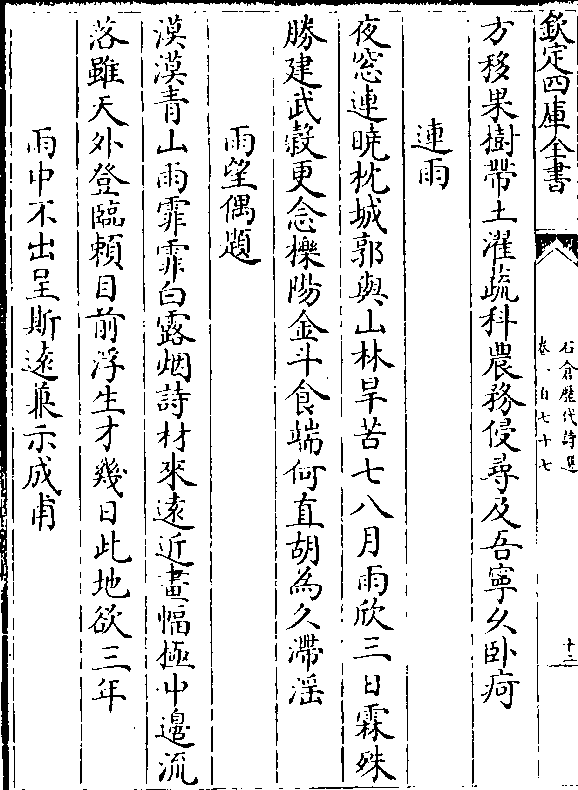 欽定四庫全書
石倉歷代詩選
卷一百七十七
十二
方移果樹帶土濯疏科農務侵尋及吾寧久卧痾
連雨
夜窓連曉枕城郭與山林旱苦七八月雨欣三日霖殊
勝建武穀更念櫟陽金斗食端何直胡為久滯滛
雨望偶題
漠漠青山雨霏霏白露烟詩材來遠近畫幅極中邊流
落雖天外登臨頼目前浮生才幾日此地欲三年
雨中不出呈斯逺兼示成甫